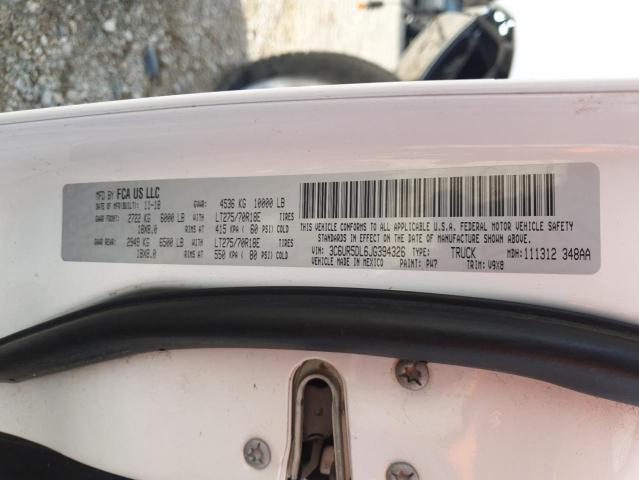 MFD BY FCA US LLC
DATE OF MFR(BUILT): 11-18 GVWR: 4536 KG 10000 LB
GAWR FRONT: 2722 KG 6000 LB WITH LT275/70R18E TIRES
18X8.0 RIMS AT 415 KPA ( 60 PSI) COLD
2948 KG 6500 LB WITH LT275/70R18E TIRES
18X8.0 RIMS AT 550 KPA ( 80 PSI) COLD
THIS VEHICLE CONFORMS TO ALL APPLICABLE U.S.A. FEDERAL MOTOR VEHICLE SAFETY
STANDARDS IN EFFECT ON THE DATE OF MANUFACTURE SHOWN ABOVE.
VIN: 3C6UR5DL6JG394326 TYPE: TRUCK MDH: 111312 348AA
VEHICLE MADE IN MEXICO PAINT: PW7 TRIM: V9X8